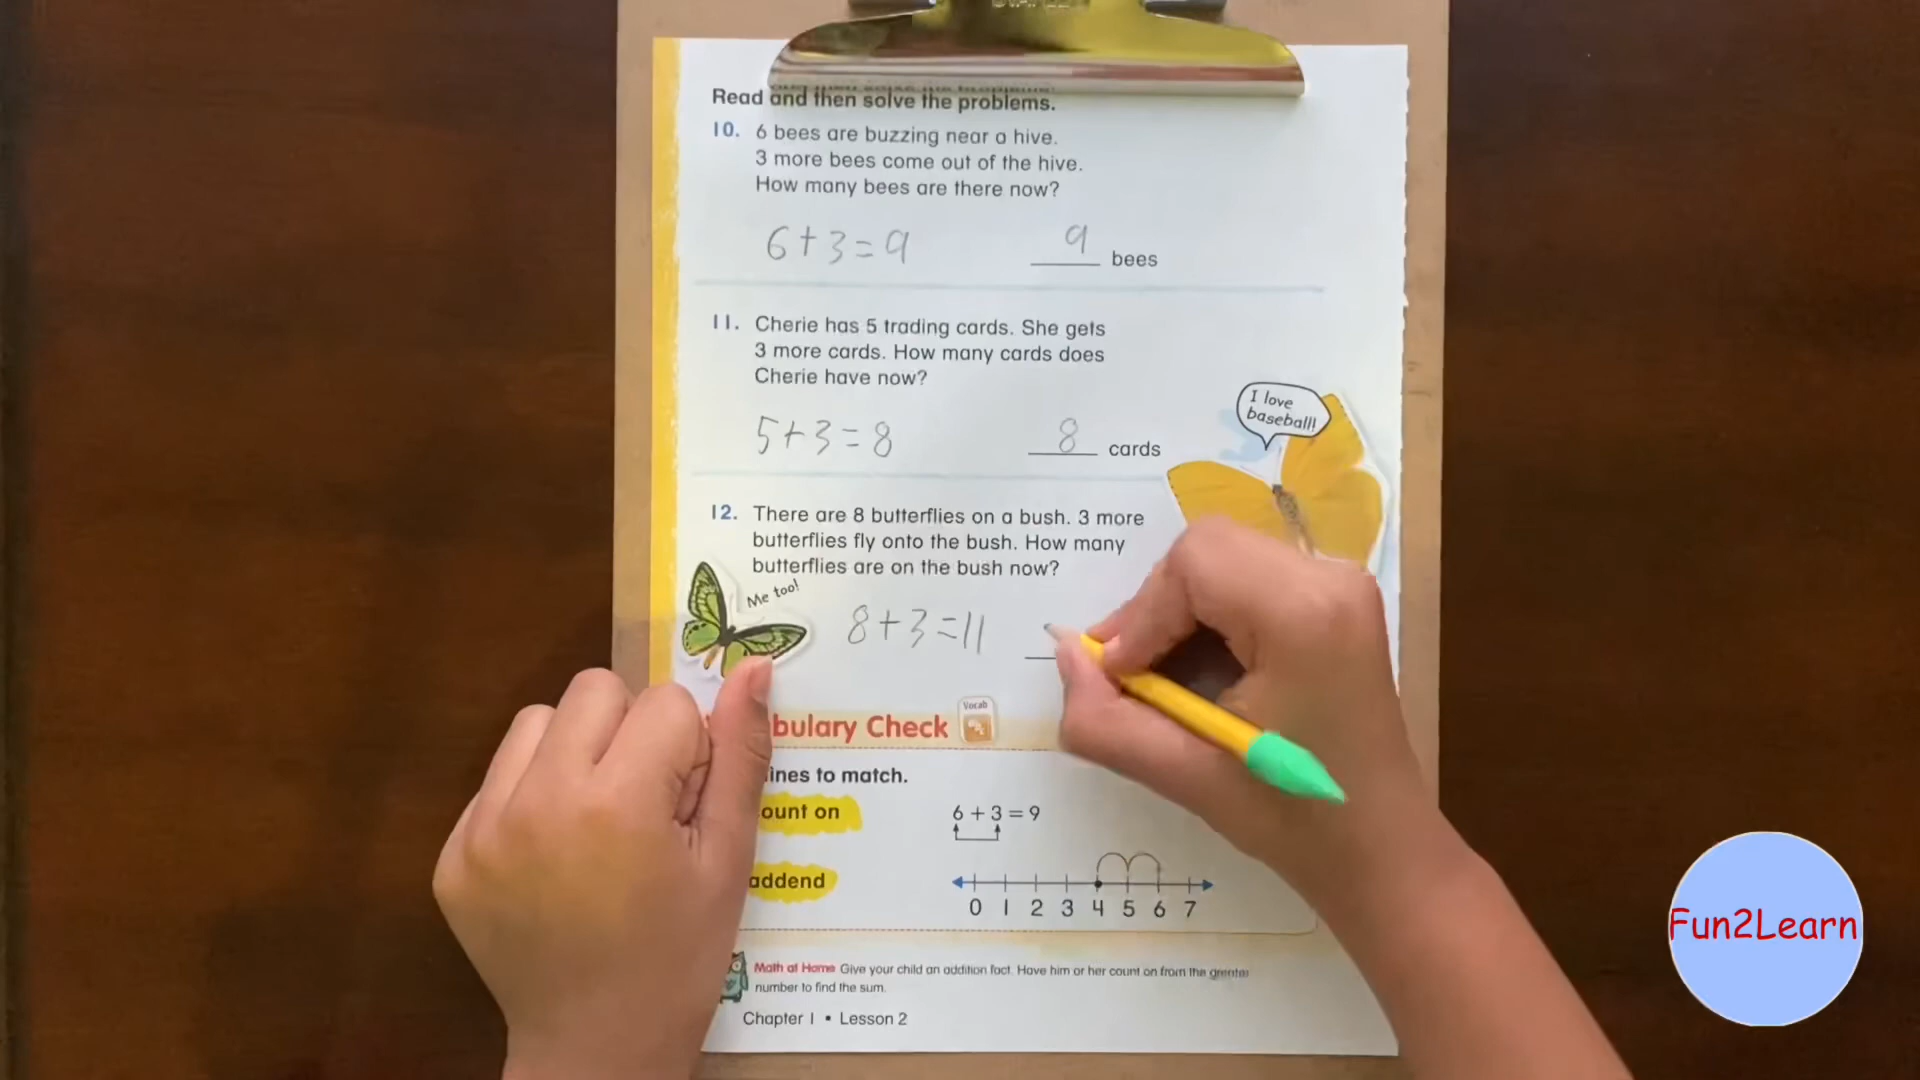 Read and then solve the problems.
10. 6 bees are buzzing near a hive.
3 more bees come out of the hive.
How many bees are there now?
6+3=9 9 bees
11. Cherie has 5 trading cards. She gets
3 more cards. How many cards does
Cherie have now?
I love
baseball!
5+3=8 8 cards
12. There are 8 butterflies on a bush. 3 more
butterflies fly onto the bush. How many
butterflies are on the bush now?
Me too!
8+3=11
Vocab
bulary Check
ines to match.
ount on
6 + 3 = 9
addend
0 1 2 3 4 5 6 7
Math at Home Give your child an addition fact. Have him or her count on from the greater
number to find the sum.
Chapter 1 • Lesson 2
Fun2Learn